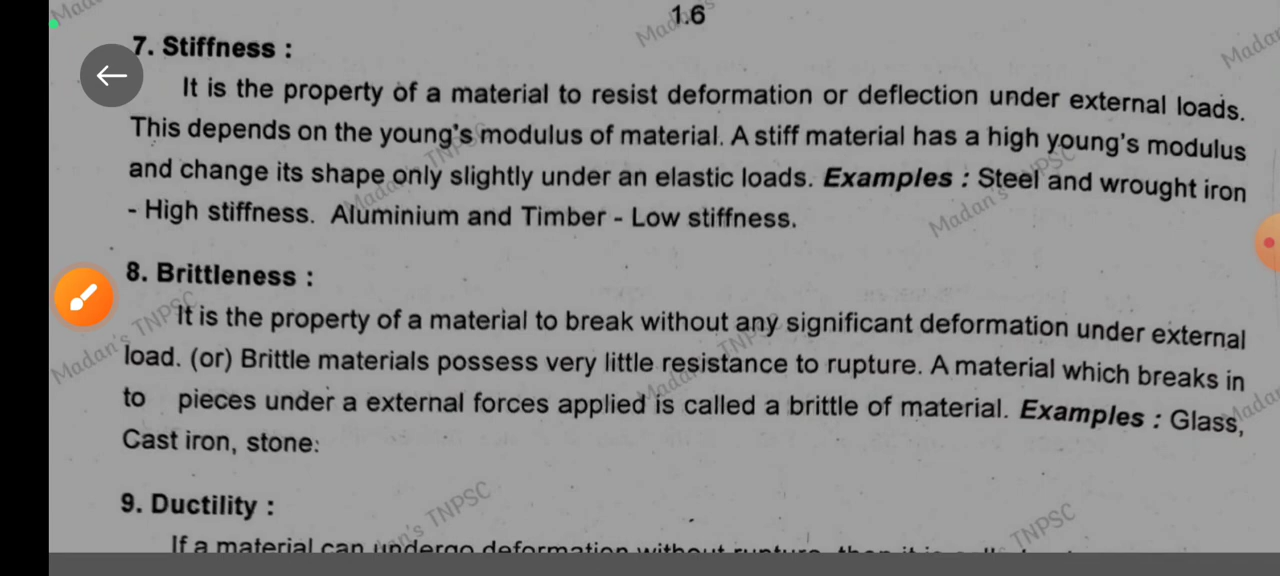 1.6
7. Stiffness :
It is the property of a material to resist deformation or deflection under external loads.
This depends on the young's modulus of material. A stiff material has a high young's modulus
and change its shape only slightly under an elastic loads. Examples : Steel and wrought iron
- High stiffness. Aluminium and Timber - Low stiffness.
8. Brittleness :
It is the property of a material to break without any significant deformation under external
load. (or) Brittle materials possess very little resistance to rupture. A material which breaks in
to pieces under a external forces applied is called a brittle of material. Examples : Glass,
Cast iron, stone:
9. Ductility :
If a material can undergo deformation without rupture, then it is
Madan's TNPSC
Madan's TNPSC
Madan's TNPSC